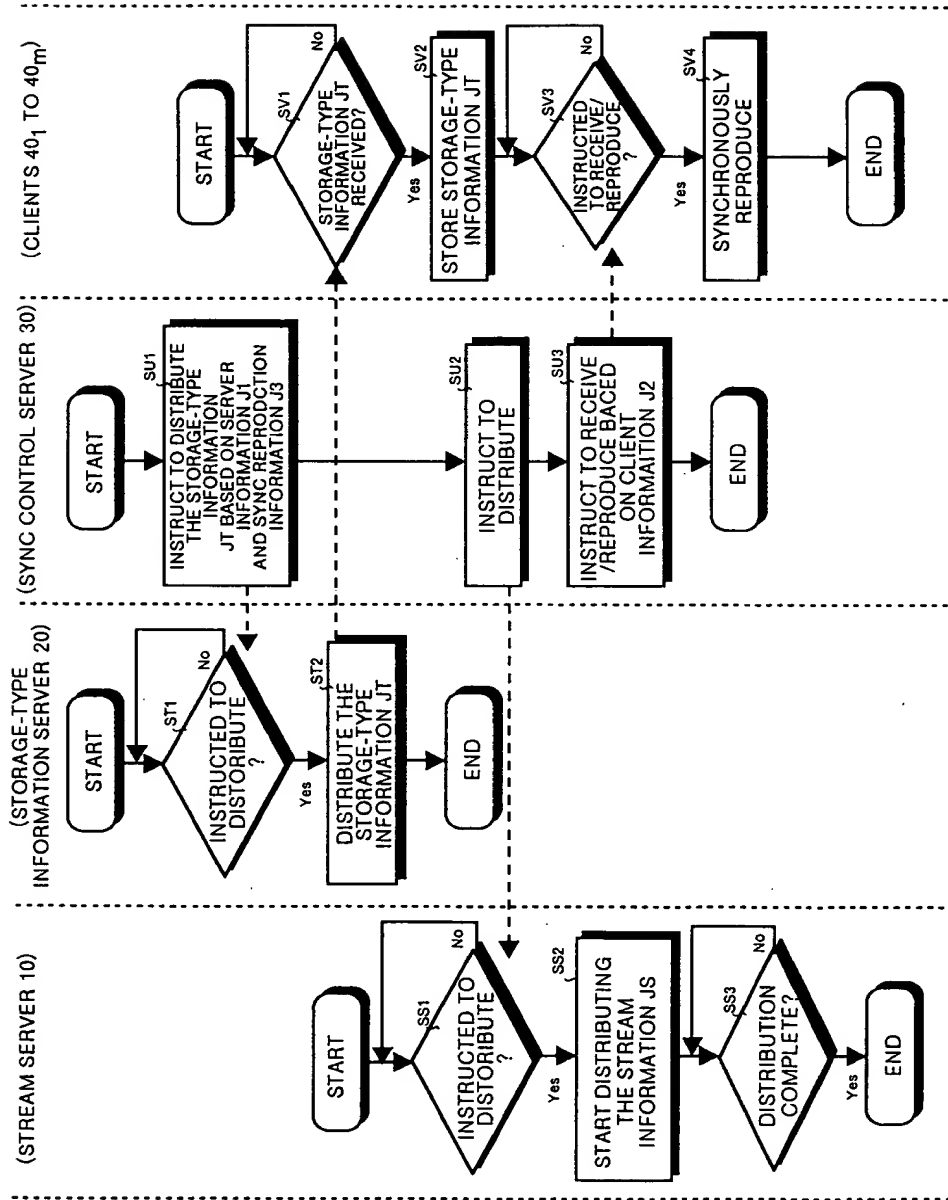 (STREAM SERVER 10)
START
SS1
INSTRUCTED TO
DISTORIBUTE
?
No
Yes
SS2
START DISTRIBUTING
THE STREAM
INFORMATION JS
SS3
DISTRIBUTION
COMPLETE?
No
Yes
END
(STORAGE-TYPE
INFORMATION SERVER 20)
START
ST1
INSTRUCTED TO
DISTORIBUTE
?
No
Yes
ST2
DISTRIBUTE THE
STORAGE-TYPE
INFORMATION JT
END
(SYNC CONTROL SERVER 30)
START
SU1
INSTRUCT TO DISTRIBUTE
THE STORAGE-TYPE
INFORMATION
JT BASED ON SERVER
INFORMATION J1
AND SYNC REPRODCTION
INFORMATION J3
SU2
INSTRUCT TO
DISTRIBUTE
SU3
INSTRUCT TO RECEIVE
/REPRODUCE BACED
ON CLIENT
INFORMAITION J2
END
(CLIENTS 40₁ TO 40ₘ)
START
SV1
STORAGE-TYPE
INFORMATION JT
RECEIVED?
No
Yes
SV2
STORE STORAGE-TYPE
INFORMATION JT
SV3
INSTRUCTED
TO RECEIVE/
REPRODUCE
?
No
Yes
SV4
SYNCHRONOUSLY
REPRODUCE
END